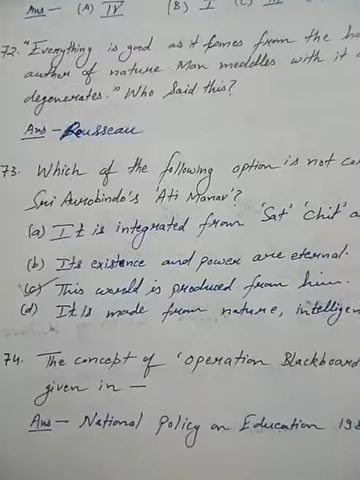 Ans - (A) IV (B) I (C) III
72. "Everything is good as it comes from the
author of nature. Man meddles with it
degenerates." Who said this?
Ans - Rousseau
73. Which of the following option is not
Sri Aurobindo's 'Ati Manav'?
(a) It is integrated from 'Sat' 'Chit'
(b) Its existence and power are eternal.
(c) This world is produced from him.
(d) It is made from nature,
74. The concept of 'operation Blackboard
given in —
Ans - National Policy on Education